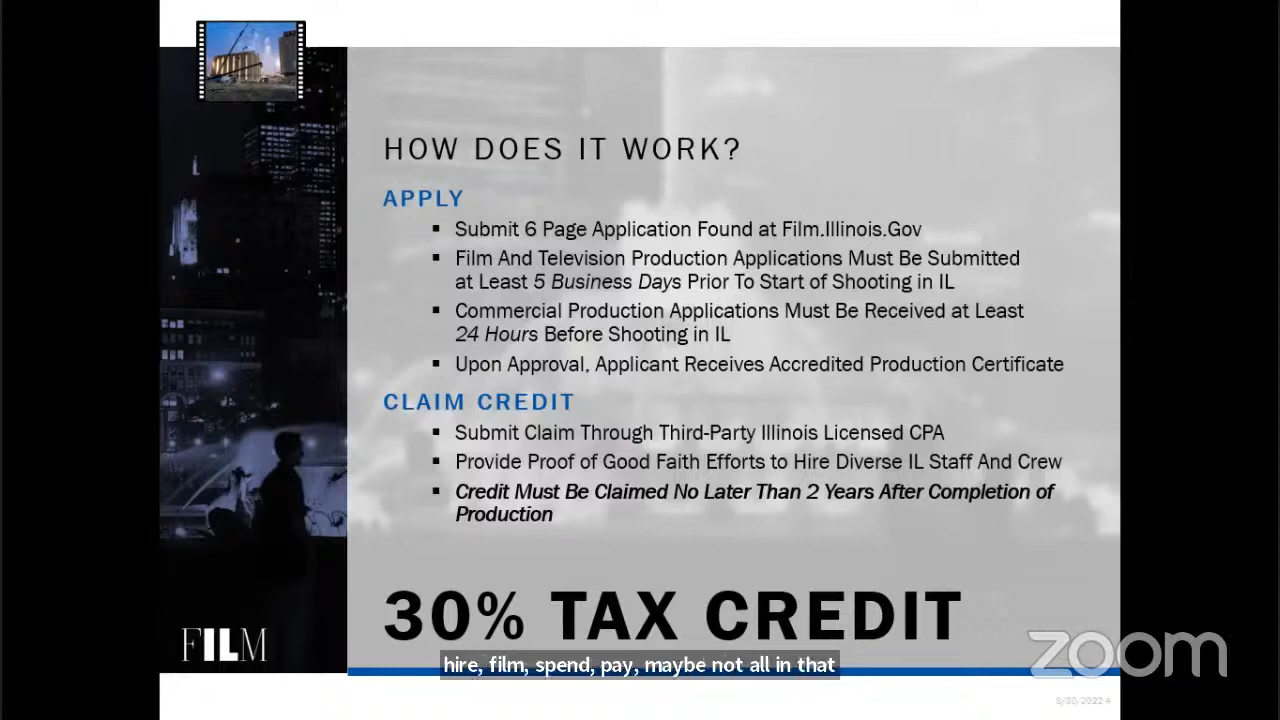 HOW DOES IT WORK?
APPLY
Submit 6 Page Application Found at Film.Illinois.Gov
Film And Television Production Applications Must Be Submitted
at Least 5 Business Days Prior To Start of Shooting in IL
Commercial Production Applications Must Be Received at Least
24 Hours Before Shooting in IL
Upon Approval, Applicant Receives Accredited Production Certificate
CLAIM CREDIT
Submit Claim Through Third-Party Illinois Licensed CPA
Provide Proof of Good Faith Efforts to Hire Diverse IL Staff And Crew
Credit Must Be Claimed No Later Than 2 Years After Completion of
Production
30% TAX CREDIT
FILM
hire, film, spend, pay, maybe not all in that
zoom
8/30/2022 4